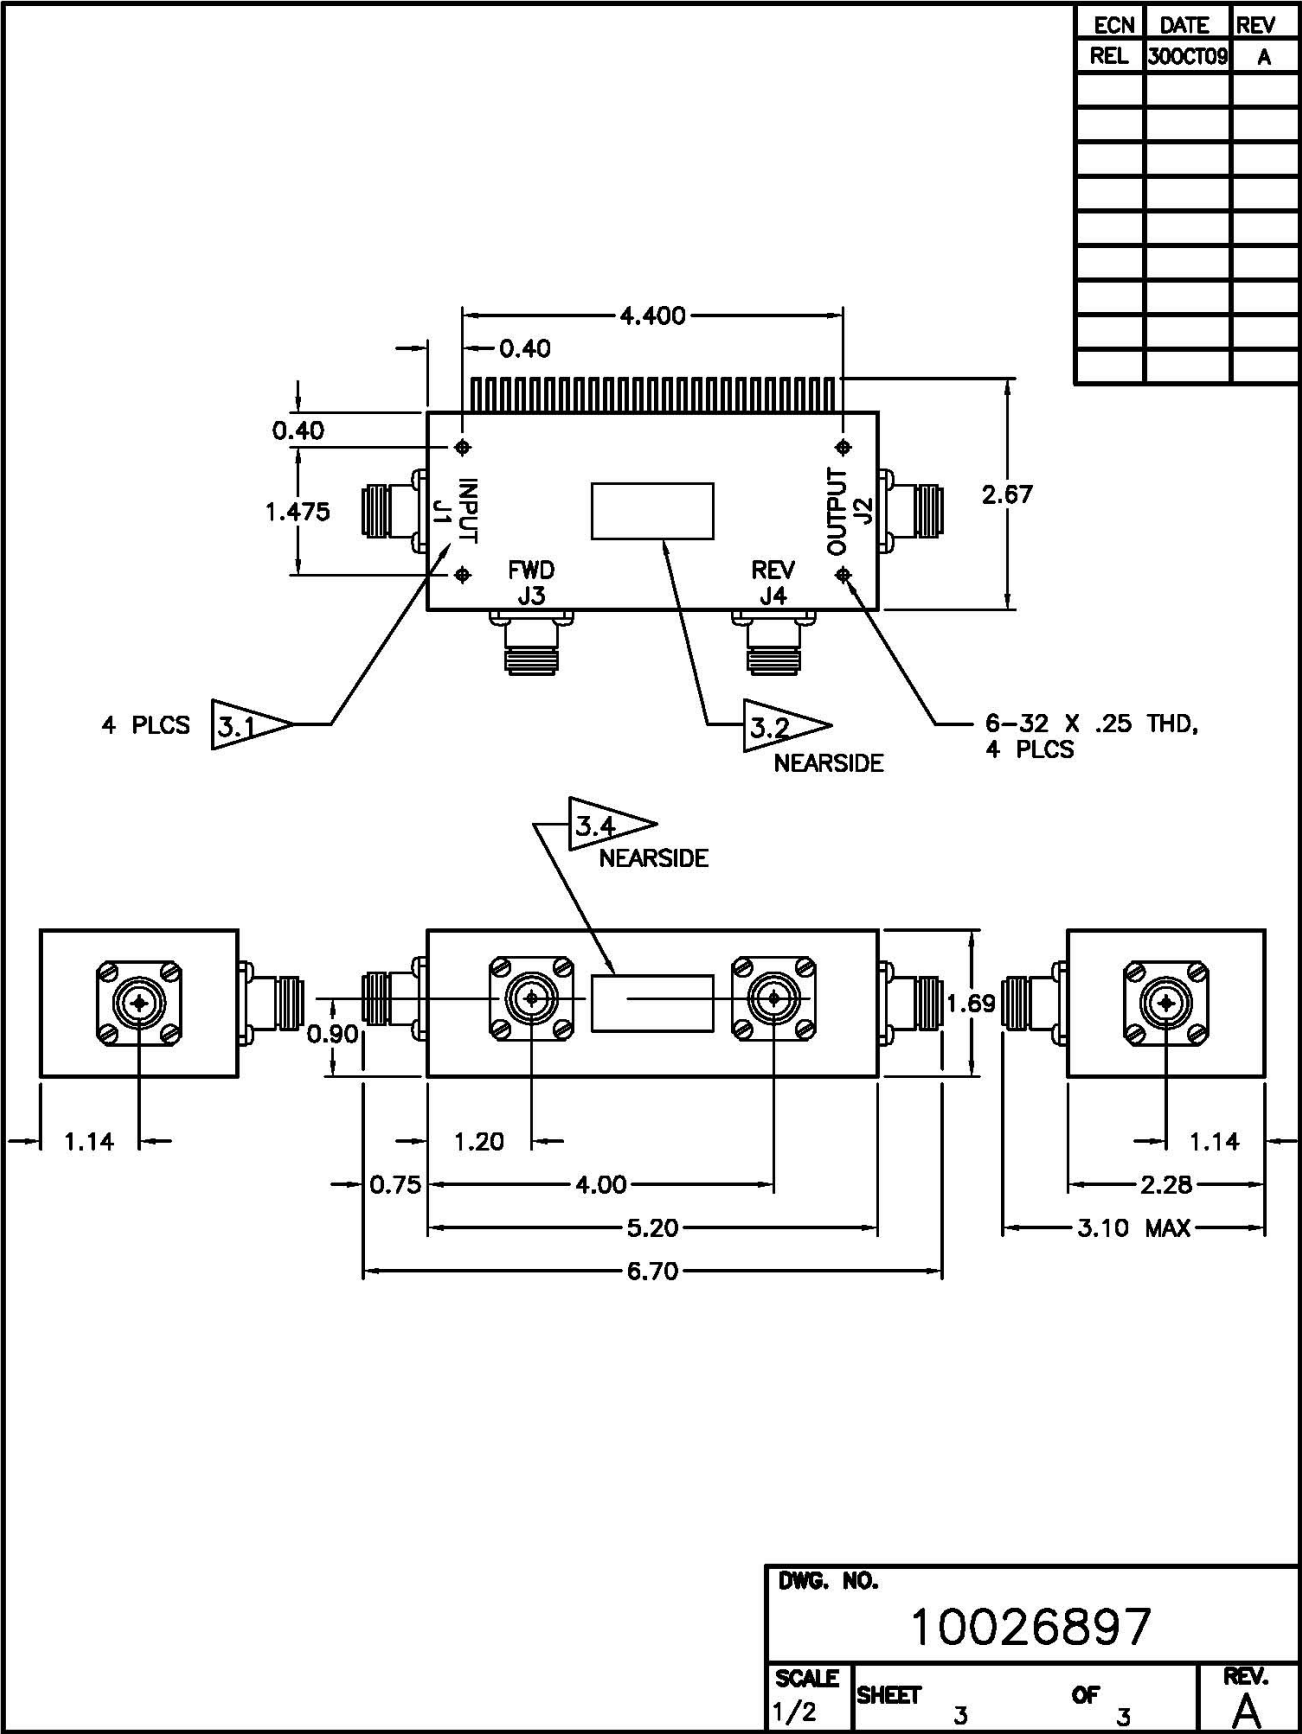 ECN DATE REV
REL 30OCT09 A
4.400
0.40
0.40
1.475
2.67
INPUT
J1
OUTPUT
J2
FWD
J3
REV
J4
4 PLCS 3.1
3.2
NEARSIDE
6-32 X .25 THD,
4 PLCS
3.4
NEARSIDE
0.90
1.69
1.14
1.20
1.14
0.75
4.00
2.28
5.20
3.10 MAX
6.70
DWG. NO.
10026897
SCALE
1/2
SHEET 3 OF 3
REV.
A